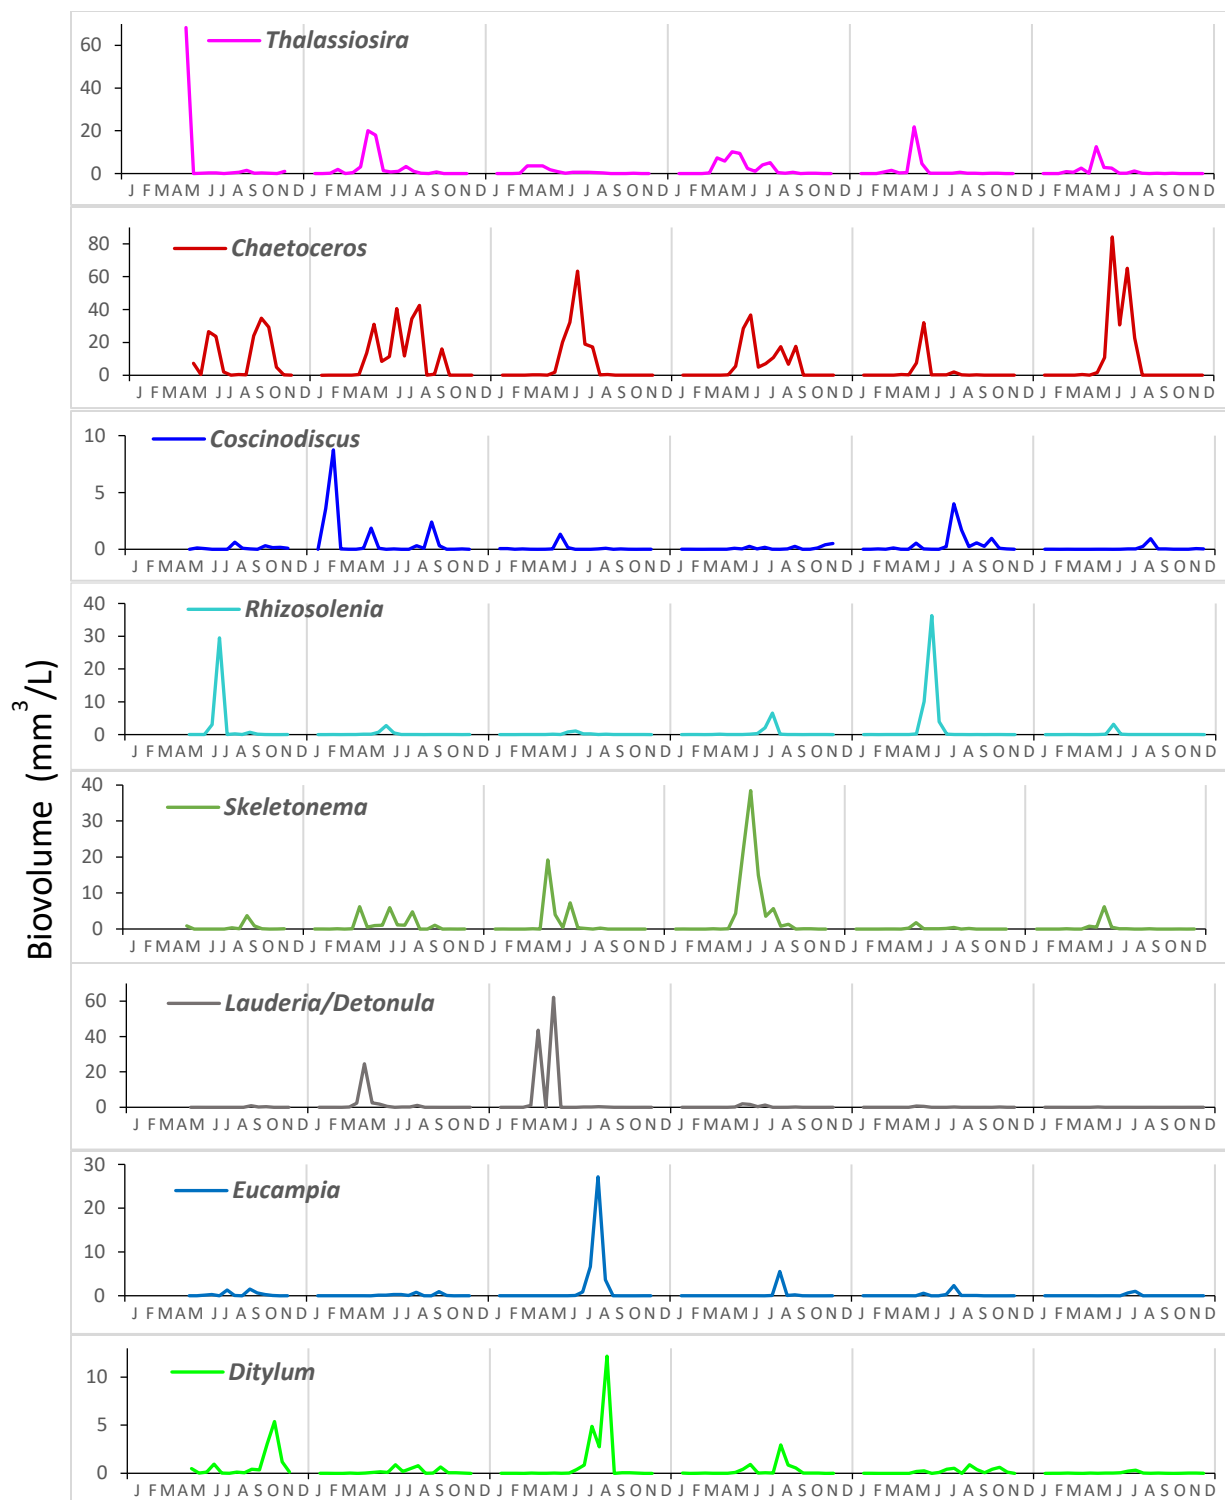 Biovolume (mm³/L)
Thalassiosira
60
40
20
0
J F M A M J J A S O N D J F M A M J J A S O N D J F M A M J J A S O N D J F M A M J J A S O N D J F M A M J J A S O N D J F M A M J J A S O N D
Chaetoceros
80
60
40
20
0
J F M A M J J A S O N D J F M A M J J A S O N D J F M A M J J A S O N D J F M A M J J A S O N D J F M A M J J A S O N D J F M A M J J A S O N D
Coscinodiscus
10
5
0
J F M A M J J A S O N D J F M A M J J A S O N D J F M A M J J A S O N D J F M A M J J A S O N D J F M A M J J A S O N D J F M A M J J A S O N D
Rhizosolenia
40
30
20
10
0
J F M A M J J A S O N D J F M A M J J A S O N D J F M A M J J A S O N D J F M A M J J A S O N D J F M A M J J A S O N D J F M A M J J A S O N D
Skeletonema
40
30
20
10
0
J F M A M J J A S O N D J F M A M J J A S O N D J F M A M J J A S O N D J F M A M J J A S O N D J F M A M J J A S O N D J F M A M J J A S O N D
Lauderia/Detonula
60
40
20
0
J F M A M J J A S O N D J F M A M J J A S O N D J F M A M J J A S O N D J F M A M J J A S O N D J F M A M J J A S O N D J F M A M J J A S O N D
Eucampia
30
20
10
0
J F M A M J J A S O N D J F M A M J J A S O N D J F M A M J J A S O N D J F M A M J J A S O N D J F M A M J J A S O N D J F M A M J J A S O N D
Ditylum
10
5
0
J F M A M J J A S O N D J F M A M J J A S O N D J F M A M J J A S O N D J F M A M J J A S O N D J F M A M J J A S O N D J F M A M J J A S O N D